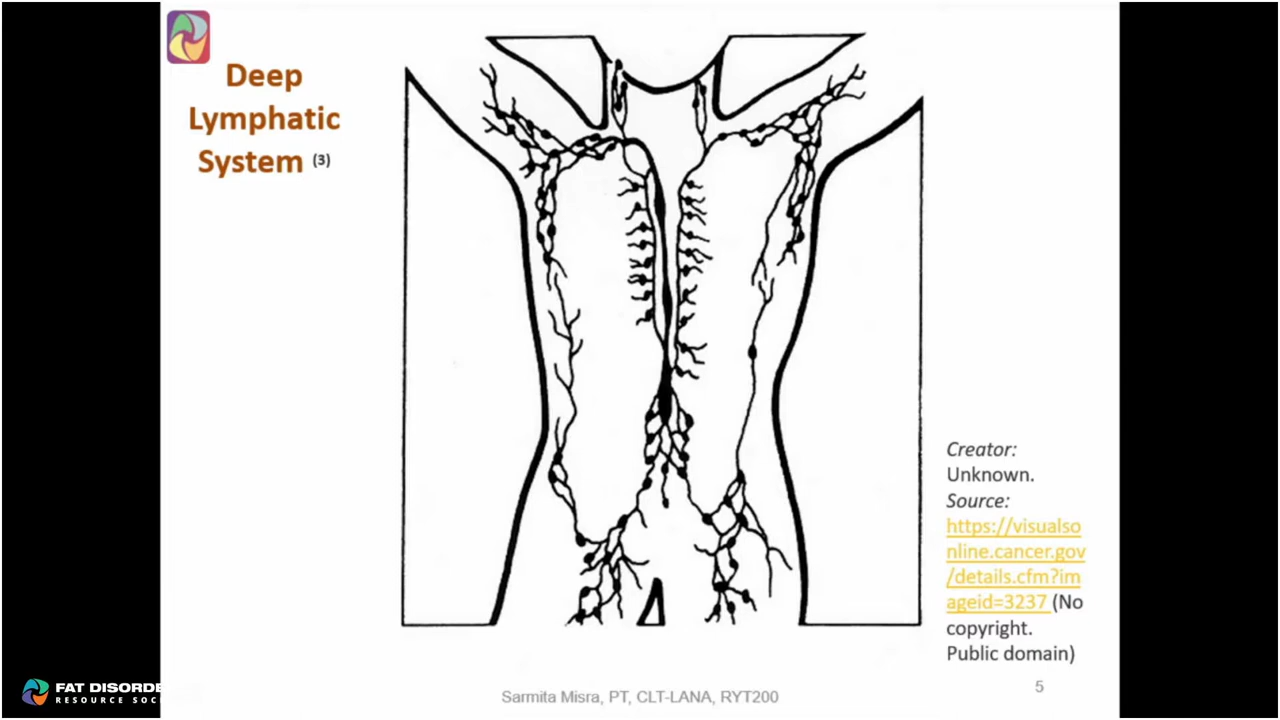 Deep
Lymphatic
System (3)
Creator:
Unknown.
Source:
https://visualso
nline.cancer.gov
/details.cfm?im
ageid=3237 (No
copyright.
Public domain)
5
Sarmita Misra, PT, CLT-LANA, RYT200
FAT DISORDE
RESOURCE SOC